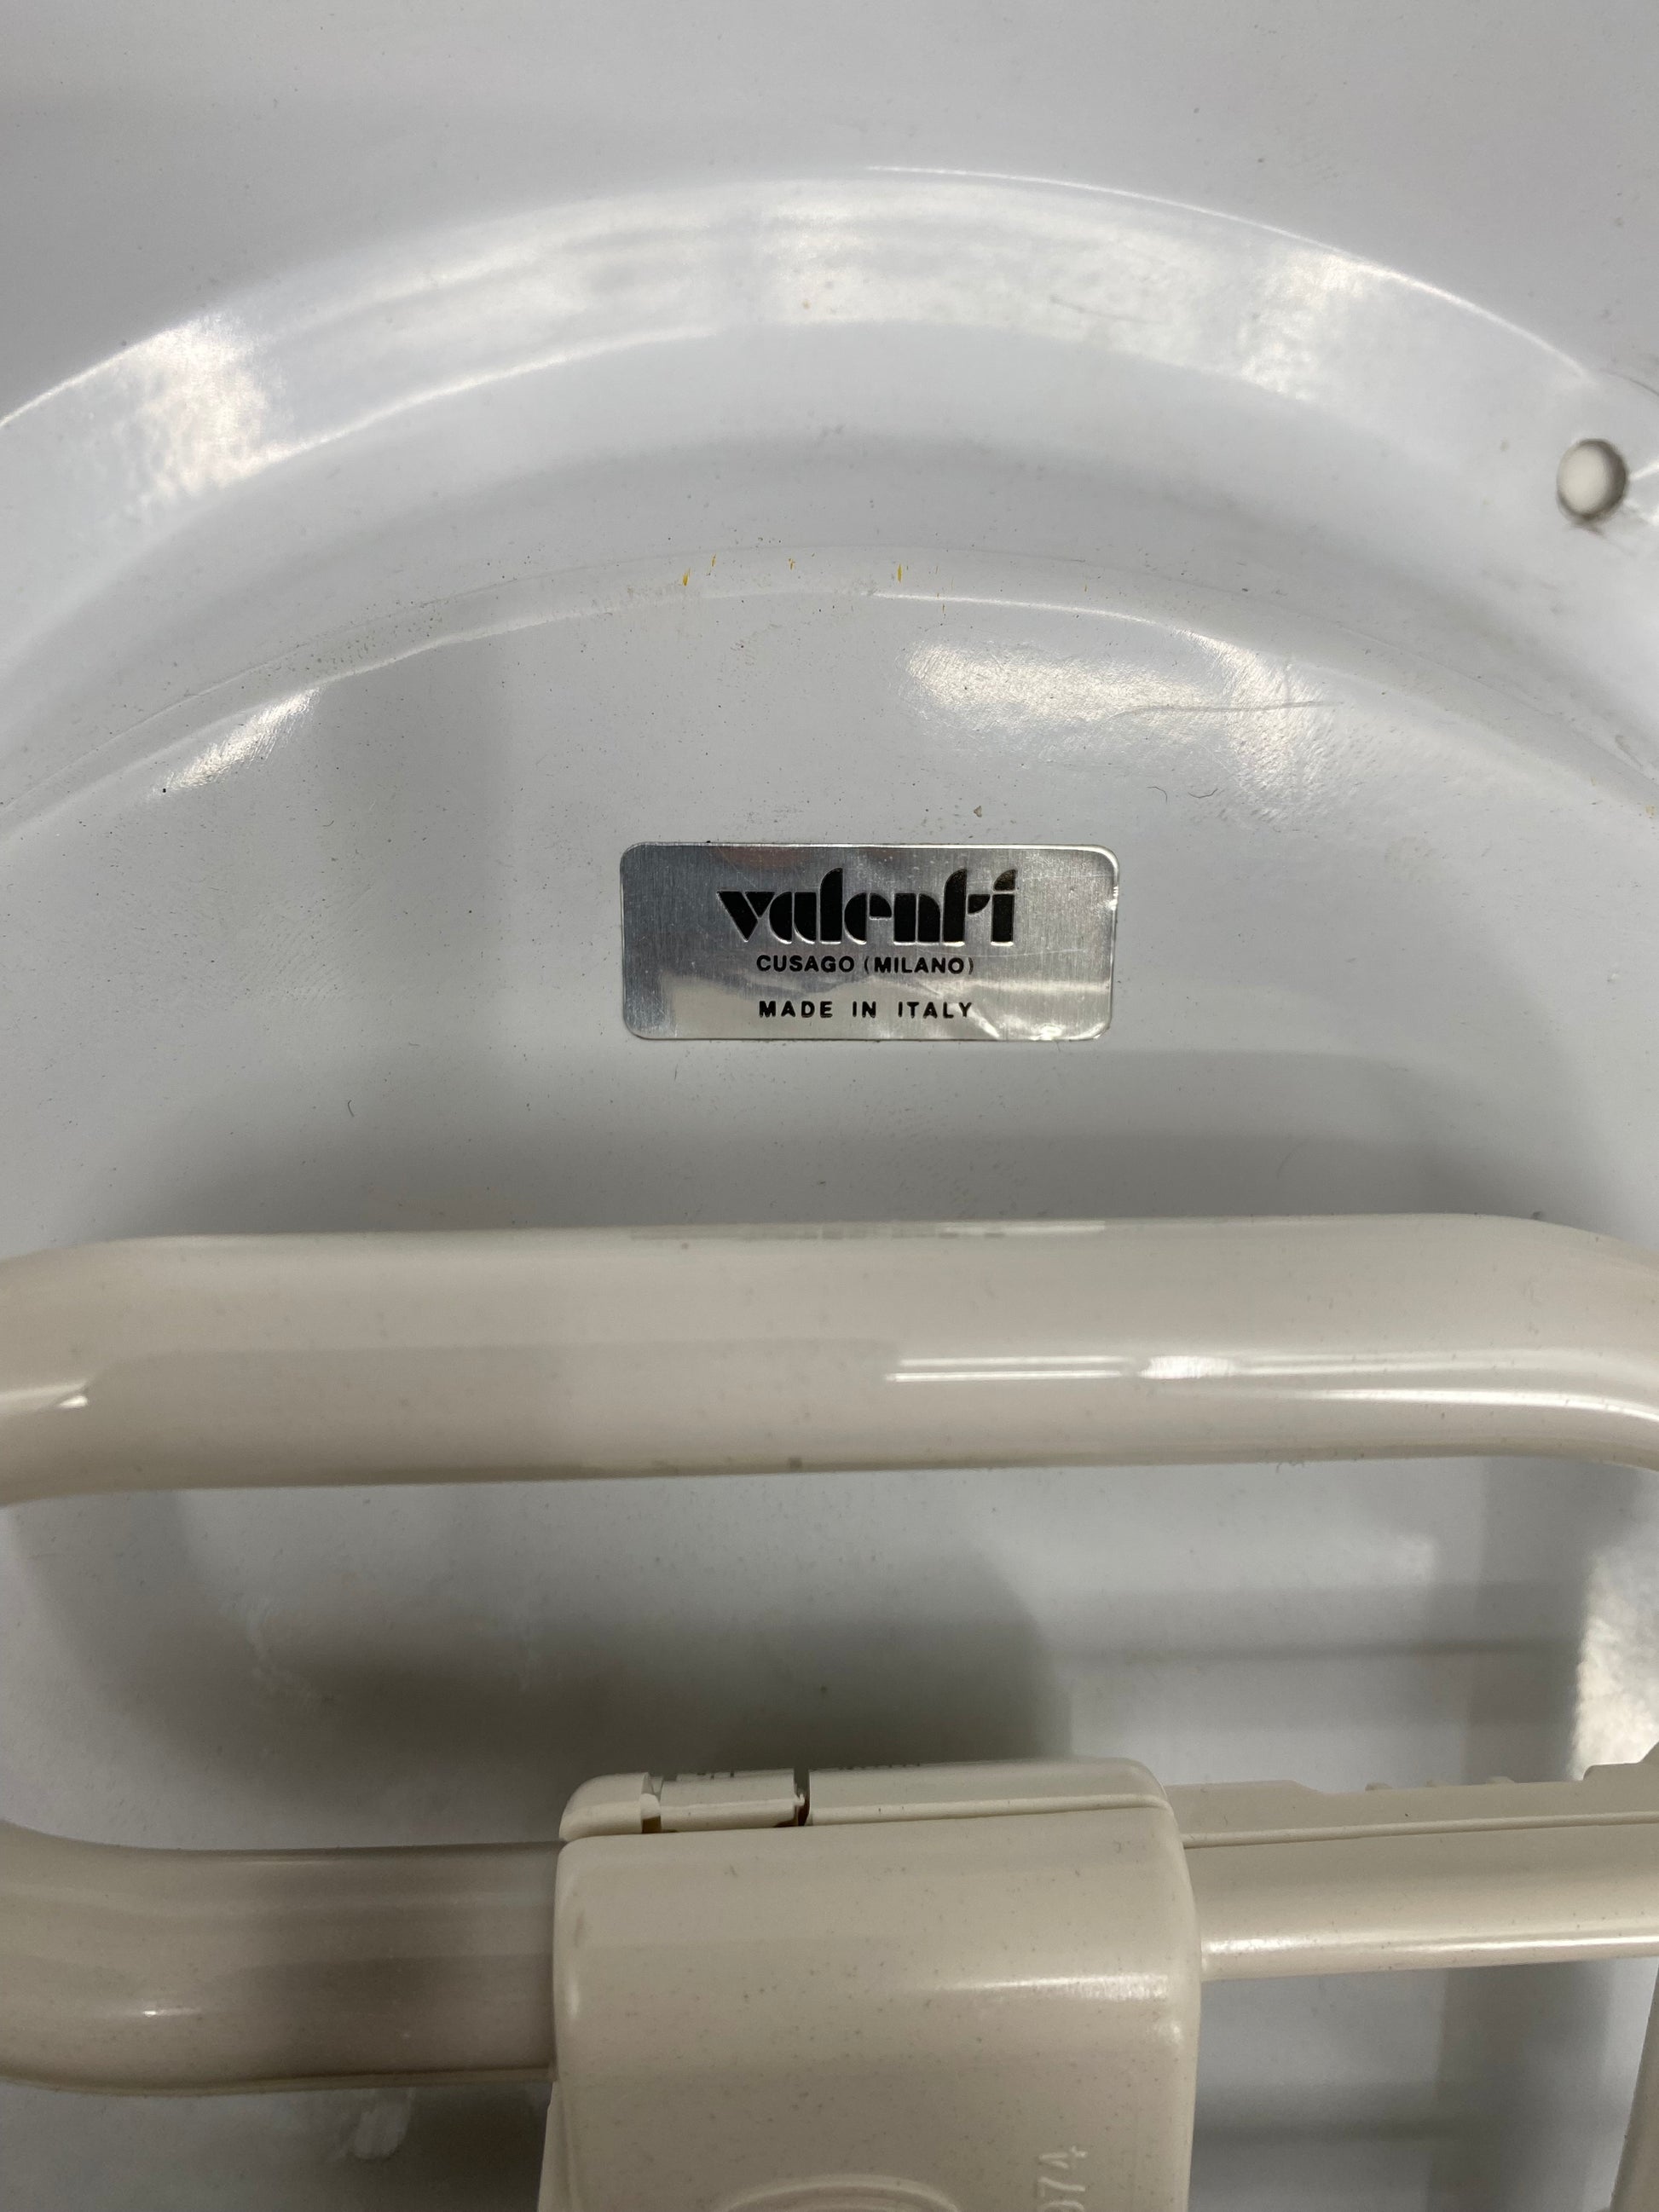 valenti
CUSAGO (MILANO)
MADE IN ITALY